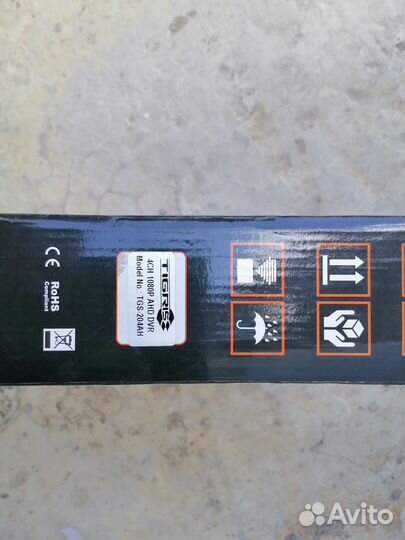 CE
RoHS
Compliant
TIGRIS
4CH 1080P AHD DVR
Model No : TGS-204AH
Avito